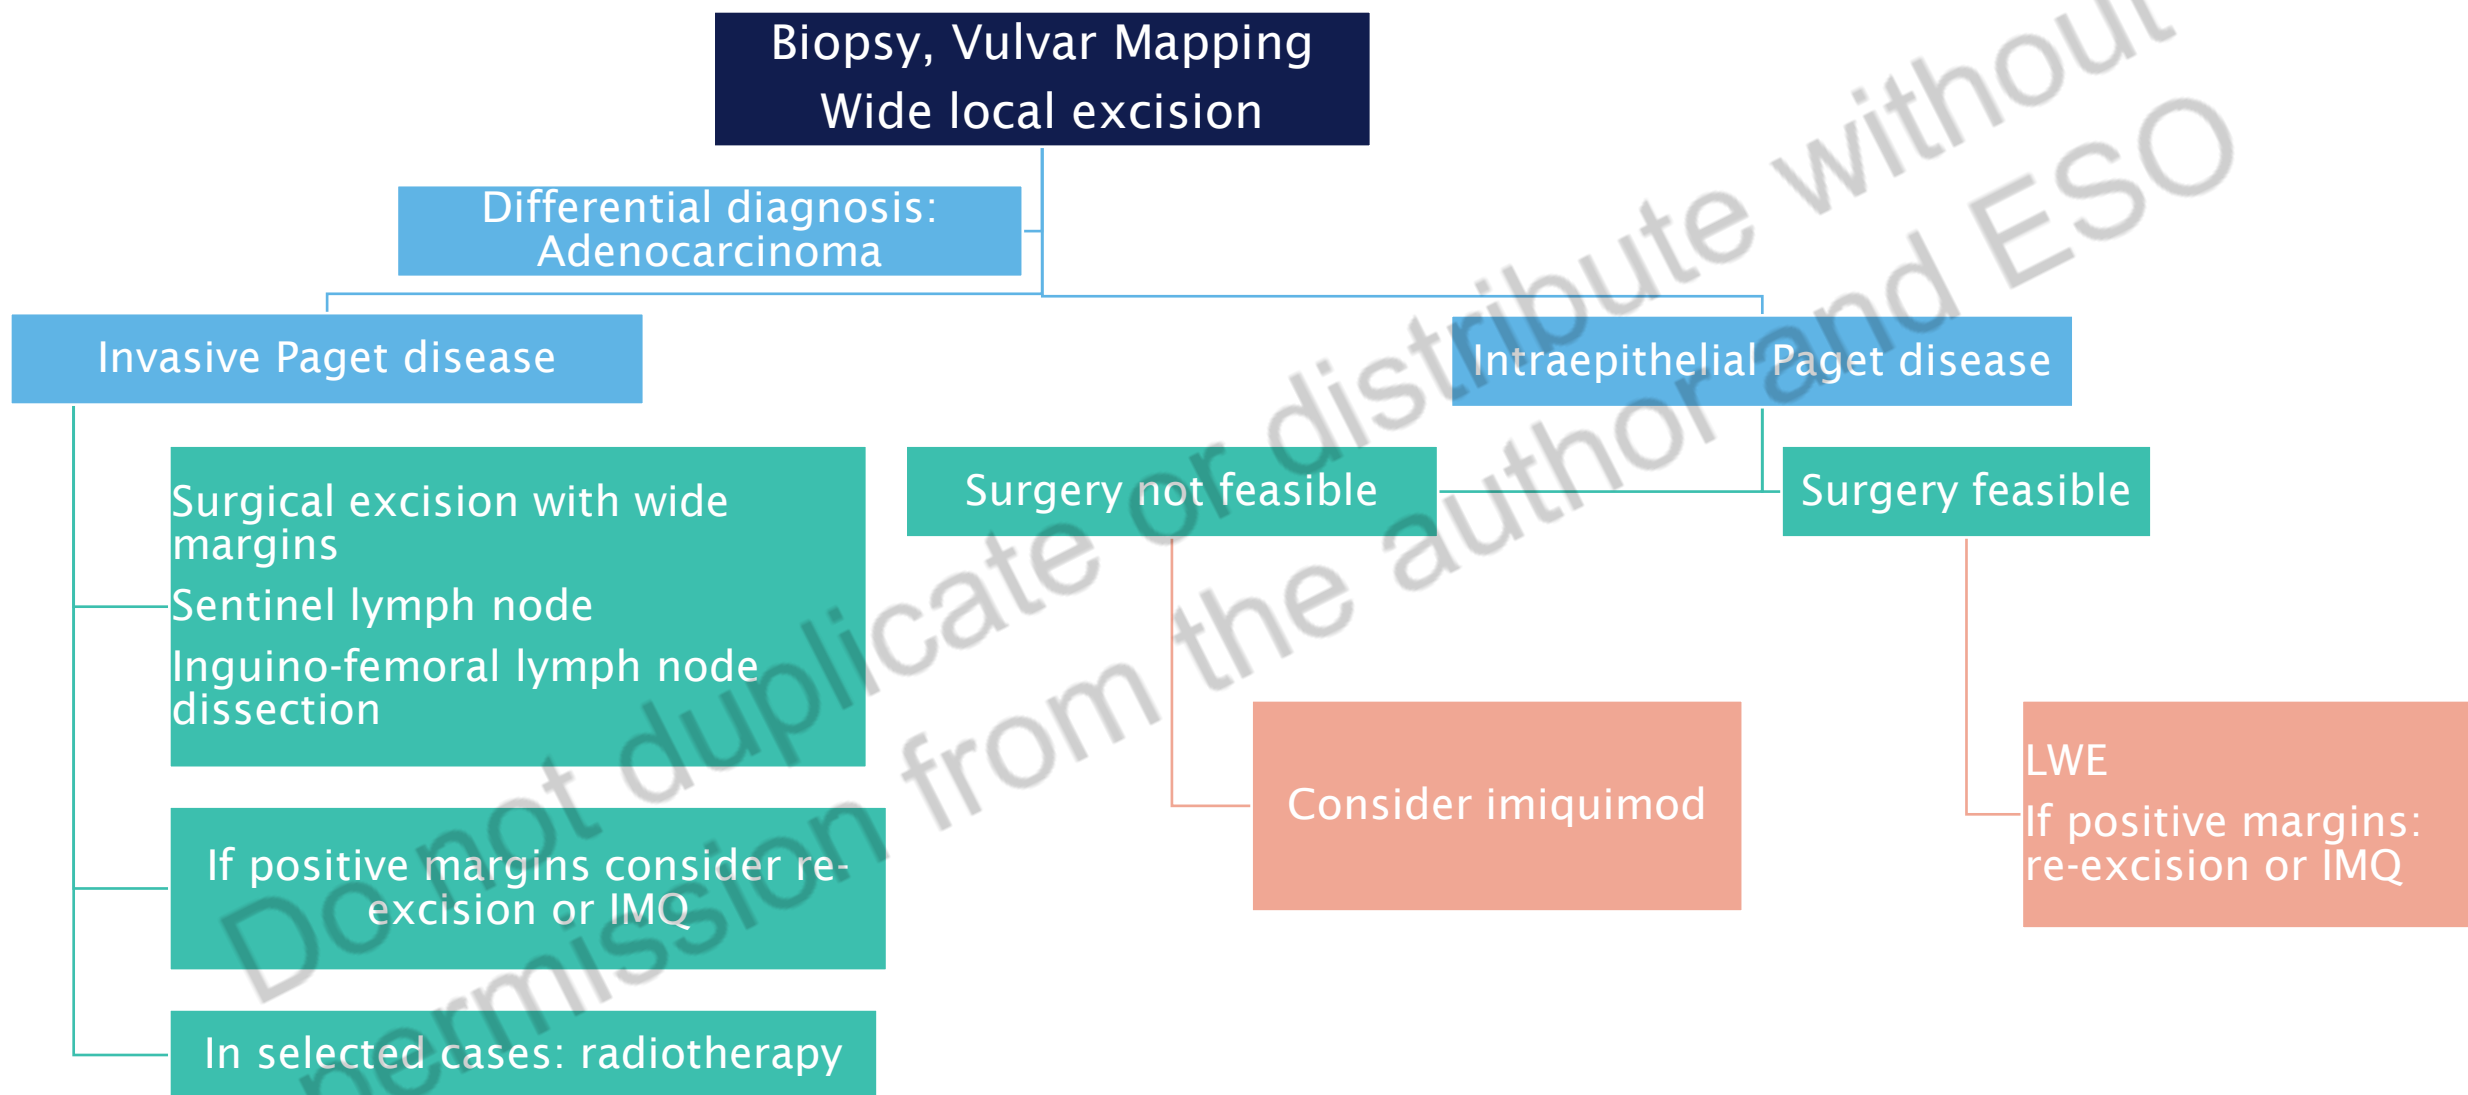 Biopsy, Vulvar Mapping
Wide local excision
Differential diagnosis:
Adenocarcinoma
Invasive Paget disease
Intraepithelial Paget disease
Surgical excision with wide
margins
Sentinel lymph node
Inguino-femoral lymph node
dissection
Surgery not feasible
Surgery feasible
If positive margins consider re-
excision or IMQ
Consider imiquimod
LWE
If positive margins:
re-excision or IMQ
In selected cases: radiotherapy
Do not duplicate or distribute without
permission from the author and ESO